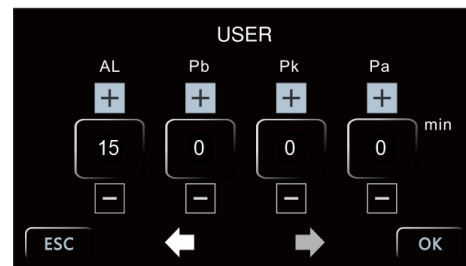 USER
AL Pb Pk Pa
+ + + +
15 0 0 0 min
− − − −
ESC OK